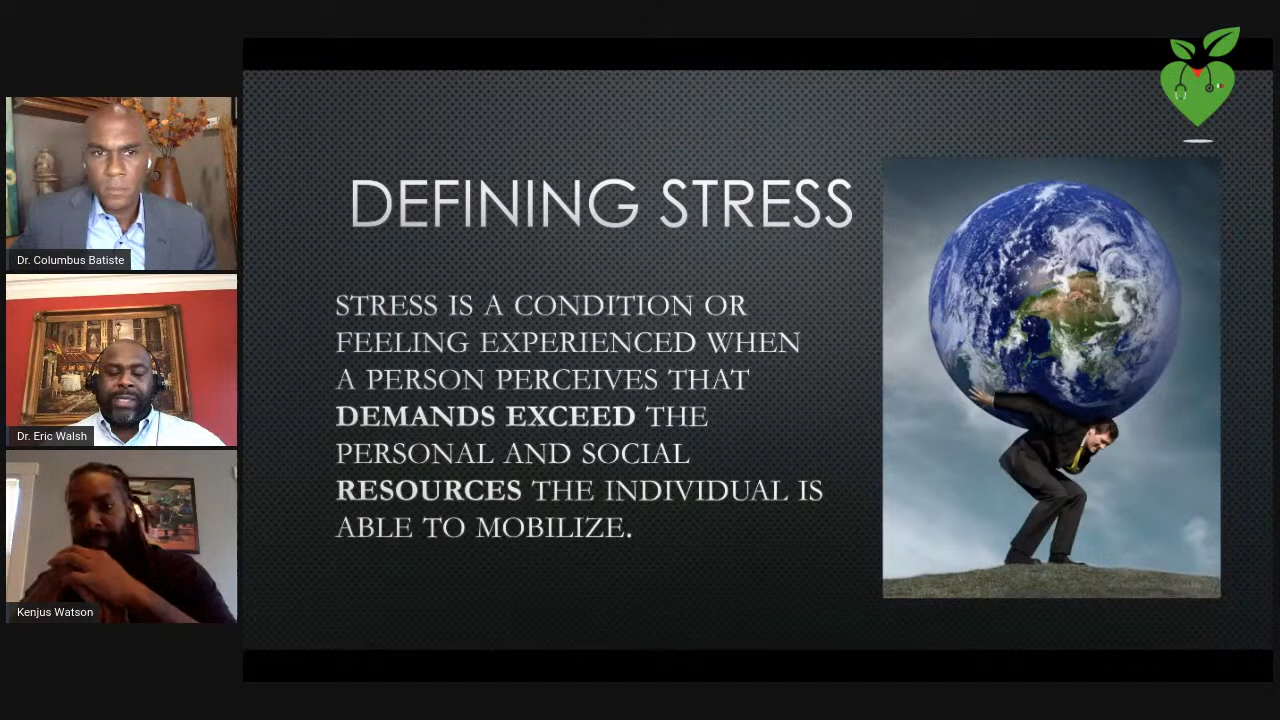 Dr. Columbus Batiste
Dr. Eric Walsh
Kenjus Watson
DEFINING STRESS
STRESS IS A CONDITION OR
FEELING EXPERIENCED WHEN
A PERSON PERCEIVES THAT
DEMANDS EXCEED THE
PERSONAL AND SOCIAL
RESOURCES THE INDIVIDUAL IS
ABLE TO MOBILIZE.